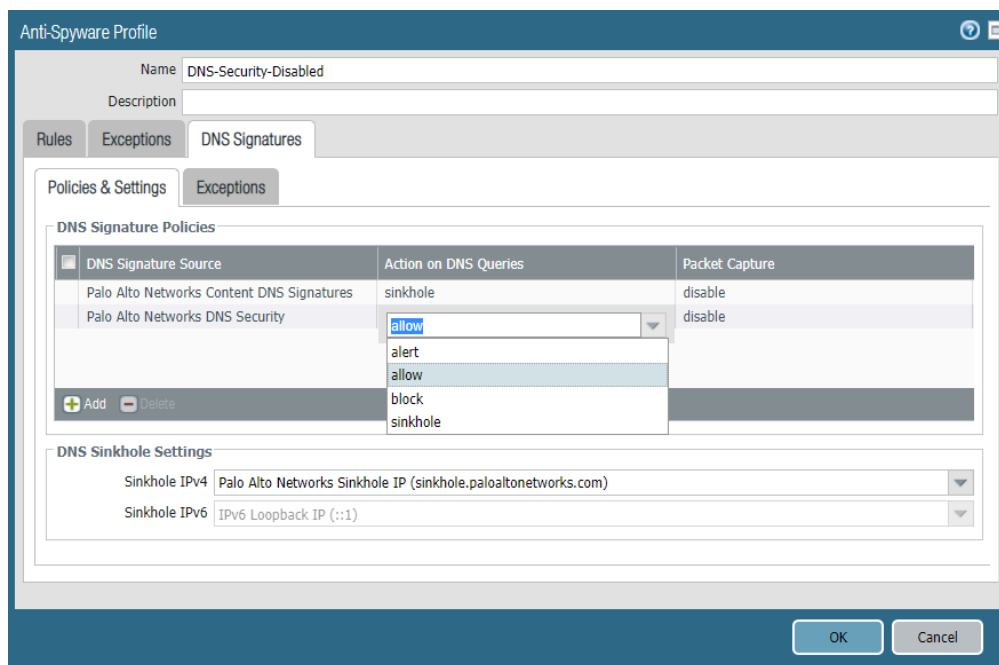 Anti-Spyware Profile
Name DNS-Security-Disabled
Description
Rules Exceptions DNS Signatures
Policies & Settings Exceptions
DNS Signature Policies
DNS Signature Source Action on DNS Queries Packet Capture
Palo Alto Networks Content DNS Signatures sinkhole disable
Palo Alto Networks DNS Security allow disable
alert
allow
block
sinkhole
Add Delete
DNS Sinkhole Settings
Sinkhole IPv4 Palo Alto Networks Sinkhole IP (sinkhole.paloaltonetworks.com)
Sinkhole IPv6 IPv6 Loopback IP (::1)
OK Cancel